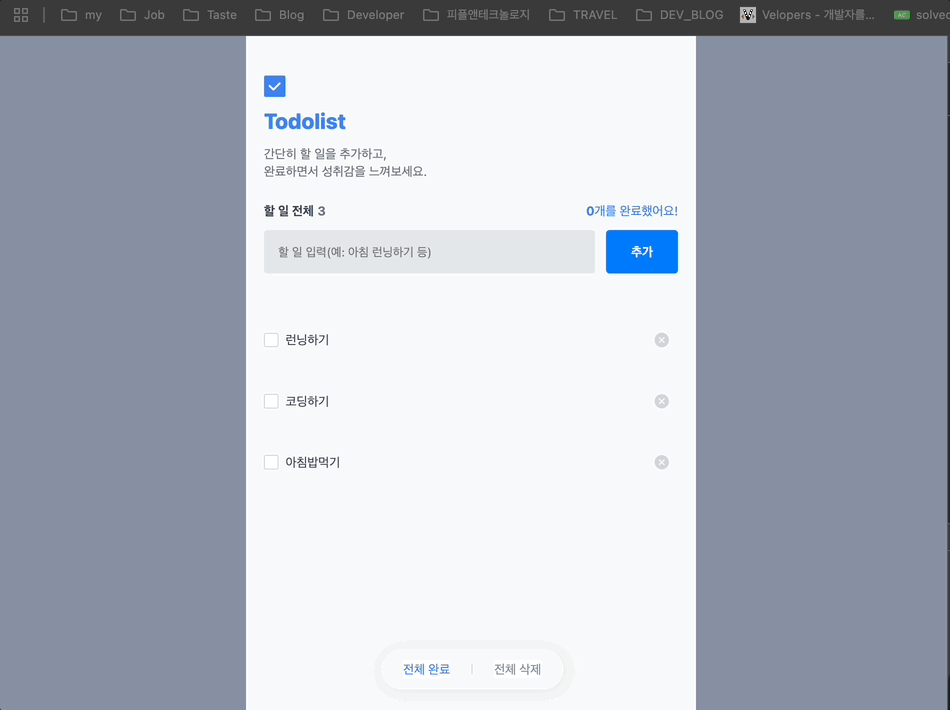 my Job Taste Blog Developer 피플앤테크놀로지 TRAVEL DEV_BLOG Velopers - 개발자를... AC solved
Todolist
간단히 할 일을 추가하고,
완료하면서 성취감을 느껴보세요.
할 일 전체 3 0개를 완료했어요!
할 일 입력(예: 아침 런닝하기 등) 추가
런닝하기
코딩하기
아침밥먹기
전체 완료 전체 삭제